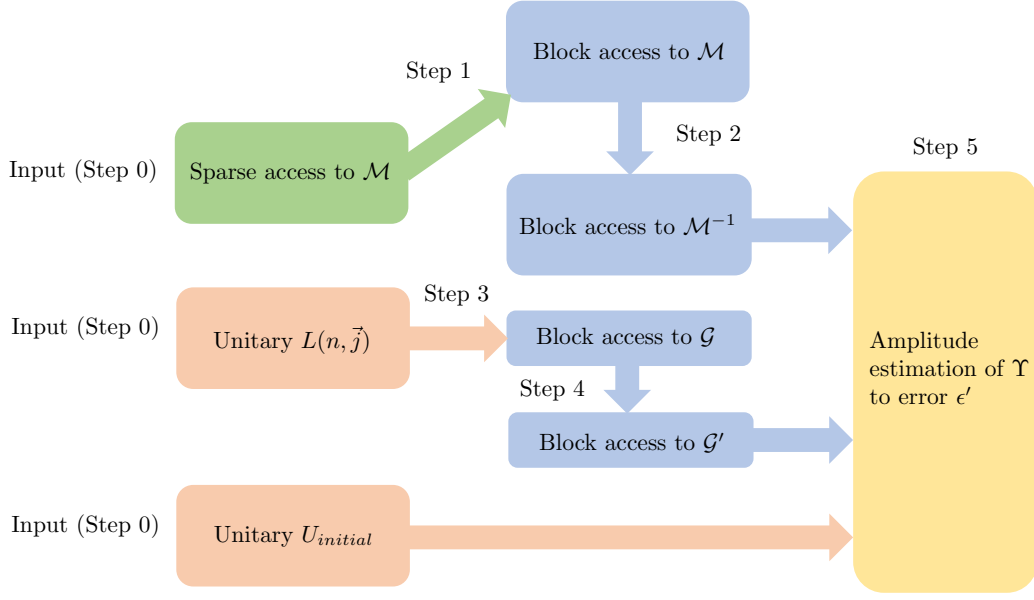 Step 1
Block access to ℳ
Step 2
Input (Step 0)
Sparse access to ℳ
Step 5
Block access to ℳ⁻¹
Step 3
Input (Step 0)
Unitary L(n, j⃗)
Block access to 𝒢
Step 4
Block access to 𝒢′
Amplitude
estimation of Υ
to error ϵ′
Input (Step 0)
Unitary U_{initial}